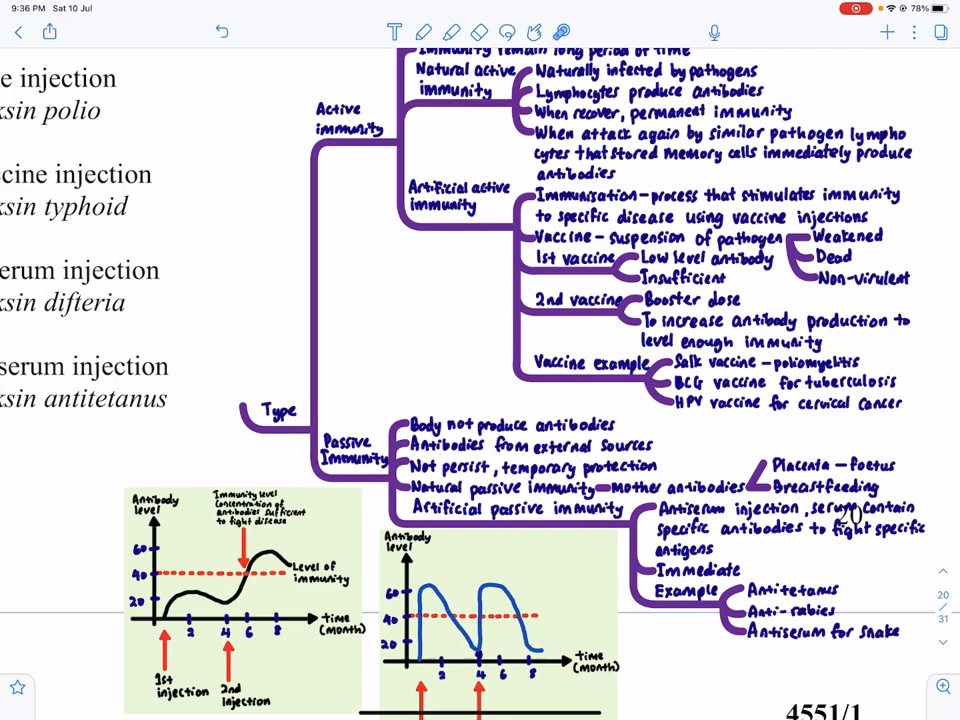 9:36 PM Sat 10 Jul
78%
e injection
ksin polio
ccine injection
ksin typhoid
erum injection
ksin difteria
serum injection
ksin antitetanus
Type
Active
immunity
Immunity remain long period of time
Natural active
immunity
Naturally infected by pathogens
Lymphocytes produce antibodies
When recover, permanent immunity
When attack again by similar pathogen lympho
cytes that stored memory cells immediately produce
antibodies
Artificial active
immunity
Immunisation - process that stimulates immunity
to specific disease using vaccine injections
Vaccine - suspension of pathogen
Weakened
Dead
Non-virulent
1st vaccine
Low level antibody
Insufficient
2nd vaccine
Booster dose
To increase antibody production to
level enough immunity
Vaccine example
Salk vaccine - poliomyelitis
BCG vaccine for tuberculosis
HPV vaccine for cervical cancer
Passive
Immunity
Body not produce antibodies
Antibodies from external sources
Not persist, temporary protection
Natural passive immunity - Mother antibodies
Placenta - foetus
Breastfeeding
Artificial passive immunity
Antiserum injection, serum contain
specific antibodies to fight specific
antigens
Immediate
Example
Antitetanus
Anti-rabies
Antiserum for snake
20
Antibody
level
Immunity level
Concentration of
antibodies sufficient
to fight disease
60
40
20
Level of
immunity
2 4 6 8
time
(month)
1st
injection
2nd
injection
Antibody
level
60
40
20
2 4 6 8
time
(month)
20
/
31
4551/1